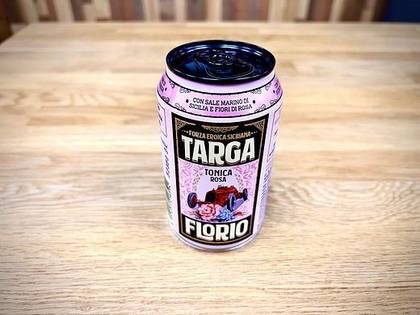 CON SALE MARINO DI
SICILIA E FIORI DI ROSA
FORZA EROICA SICILIANA
TARGA
TONICA
ROSA
FLORIO